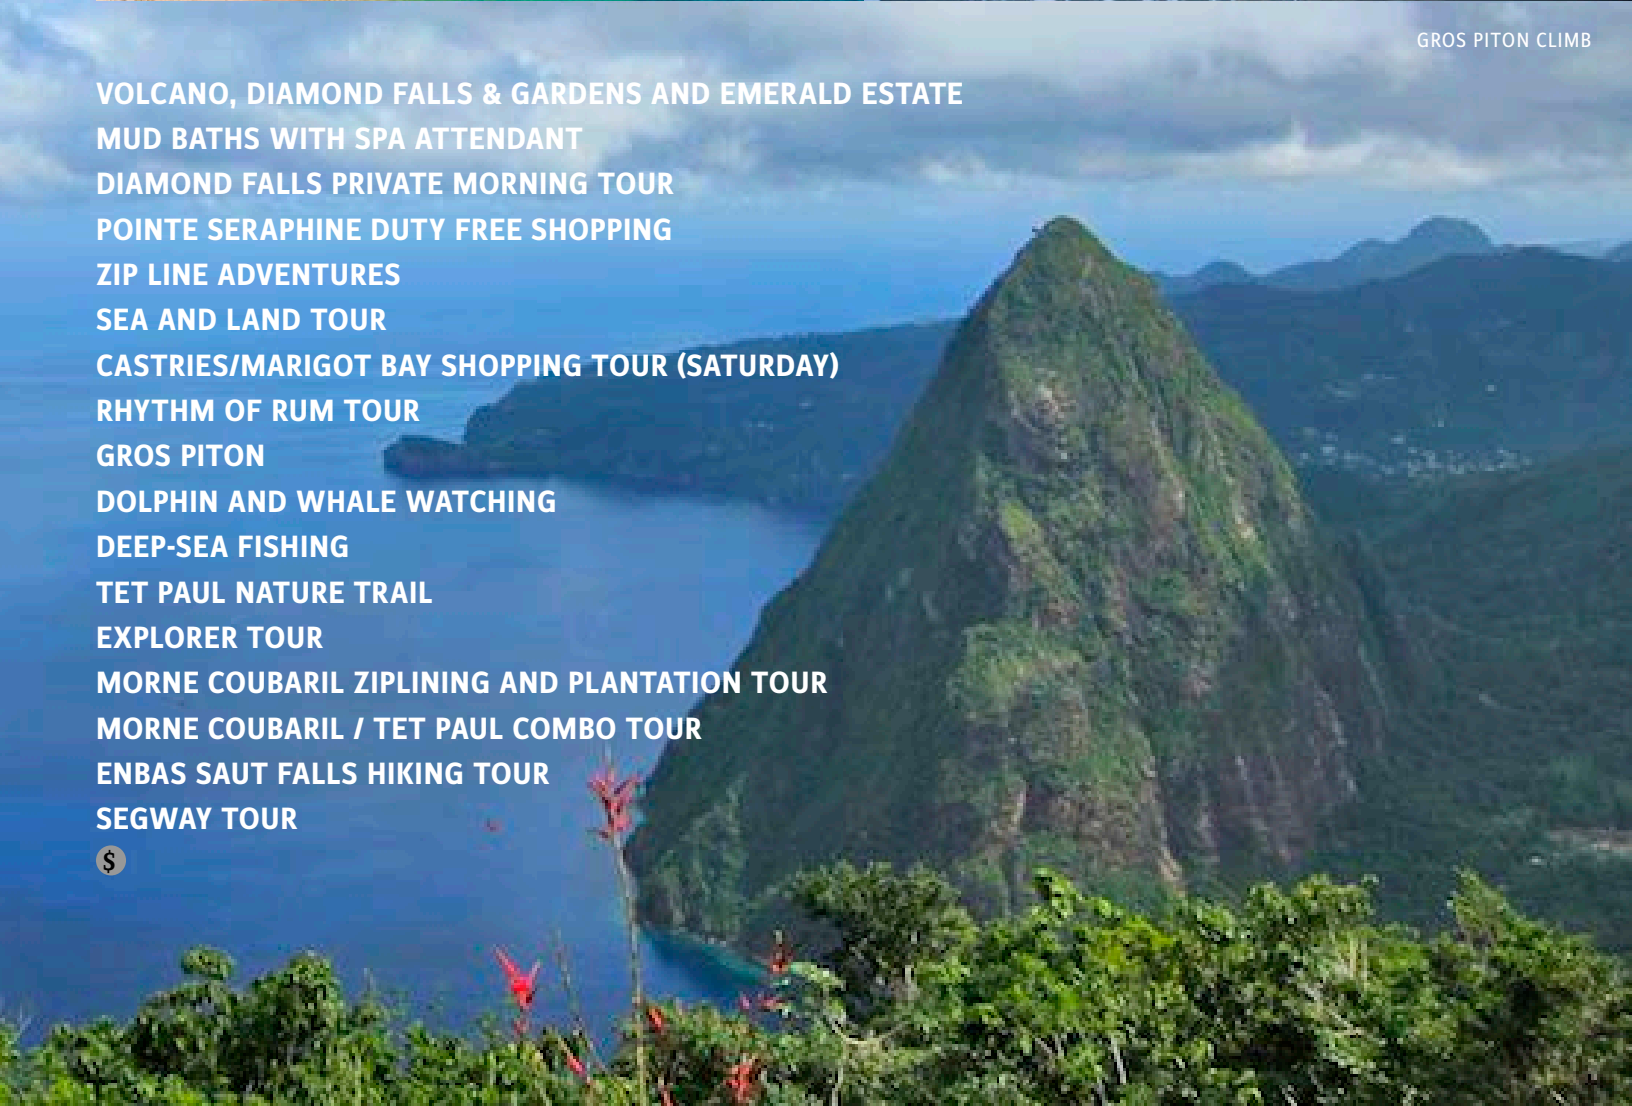 GROS PITON CLIMB
VOLCANO, DIAMOND FALLS & GARDENS AND EMERALD ESTATE
MUD BATHS WITH SPA ATTENDANT
DIAMOND FALLS PRIVATE MORNING TOUR
POINTE SERAPHINE DUTY FREE SHOPPING
ZIP LINE ADVENTURES
SEA AND LAND TOUR
CASTRIES/MARIGOT BAY SHOPPING TOUR (SATURDAY)
RHYTHM OF RUM TOUR
GROS PITON
DOLPHIN AND WHALE WATCHING
DEEP-SEA FISHING
TET PAUL NATURE TRAIL
EXPLORER TOUR
MORNE COUBARIL ZIPLINING AND PLANTATION TOUR
MORNE COUBARIL / TET PAUL COMBO TOUR
ENBAS SAUT FALLS HIKING TOUR
SEGWAY TOUR
$